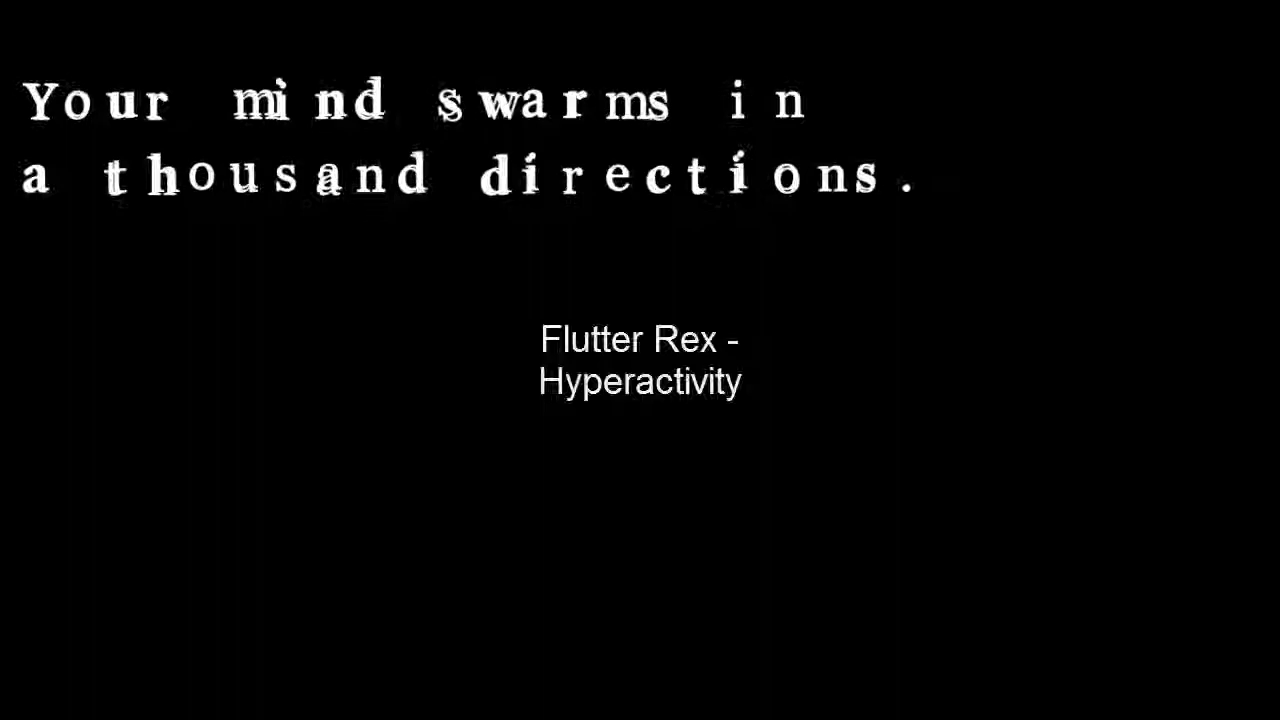 Your mind swarms in
a thousand directions.
Flutter Rex -
Hyperactivity